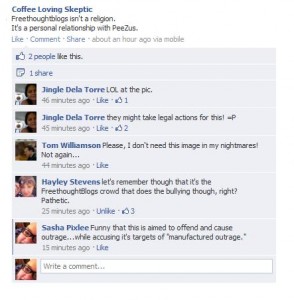 Coffee Loving Skeptic
Freethoughtblogs isn't a religion.
It's a personal relationship with PeeZus.
Like · Comment · Share · about an hour ago via mobile
2 people like this.
1 share
Jingle Dela Torre LOL at the pic.
46 minutes ago · Like · 1
Jingle Dela Torre they might take legal actions for this! =P
45 minutes ago · Like · 2
Tom Williamson Please, I don't need this image in my nightmares!
Not again...
44 minutes ago · Like
Hayley Stevens let's remember though that it's the
FreethoughtBlogs crowd that does the bullying though, right?
Pathetic.
25 minutes ago · Unlike · 3
Sasha Pixlee Funny that this is aimed to offend and cause
outrage...while accusing it's targets of "manufactured outrage."
15 minutes ago · Like
Write a comment...